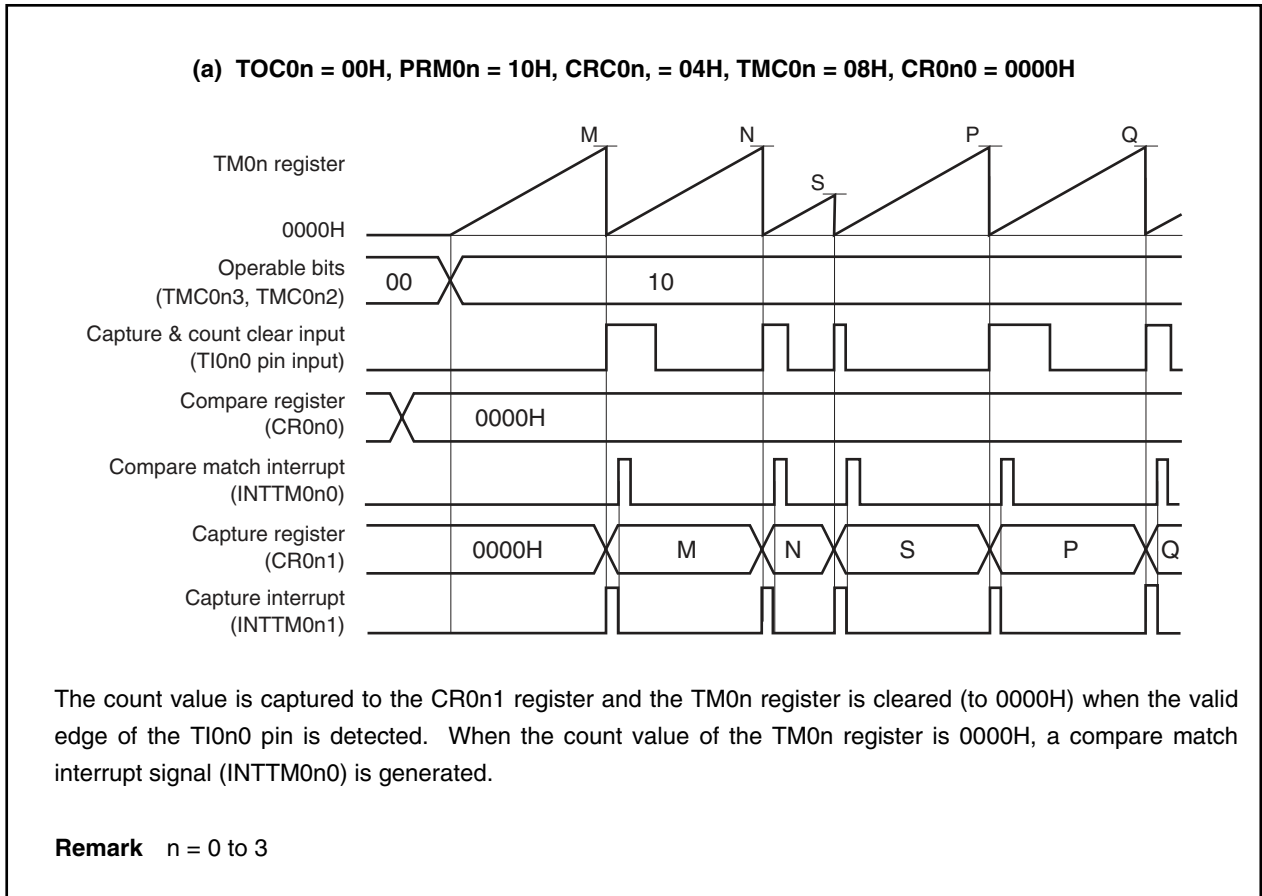 (a) TOC0n = 00H, PRM0n = 10H, CRC0n, = 04H, TMC0n = 08H, CR0n0 = 0000H
M
N
S
P
Q
TM0n register
0000H
Operable bits
(TMC0n3, TMC0n2)
00
10
Capture & count clear input
(TI0n0 pin input)
Compare register
(CR0n0)
0000H
Compare match interrupt
(INTTM0n0)
Capture register
(CR0n1)
0000H
M
N
S
P
Q
Capture interrupt
(INTTM0n1)
The count value is captured to the CR0n1 register and the TM0n register is cleared (to 0000H) when the valid
edge of the TI0n0 pin is detected. When the count value of the TM0n register is 0000H, a compare match
interrupt signal (INTTM0n0) is generated.
Remark n = 0 to 3